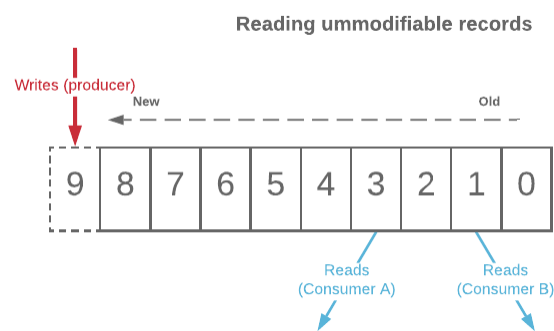 Reading ummodifiable records
Writes (producer)
New
Old
9 8 7 6 5 4 3 2 1 0
Reads
(Consumer A)
Reads
(Consumer B)